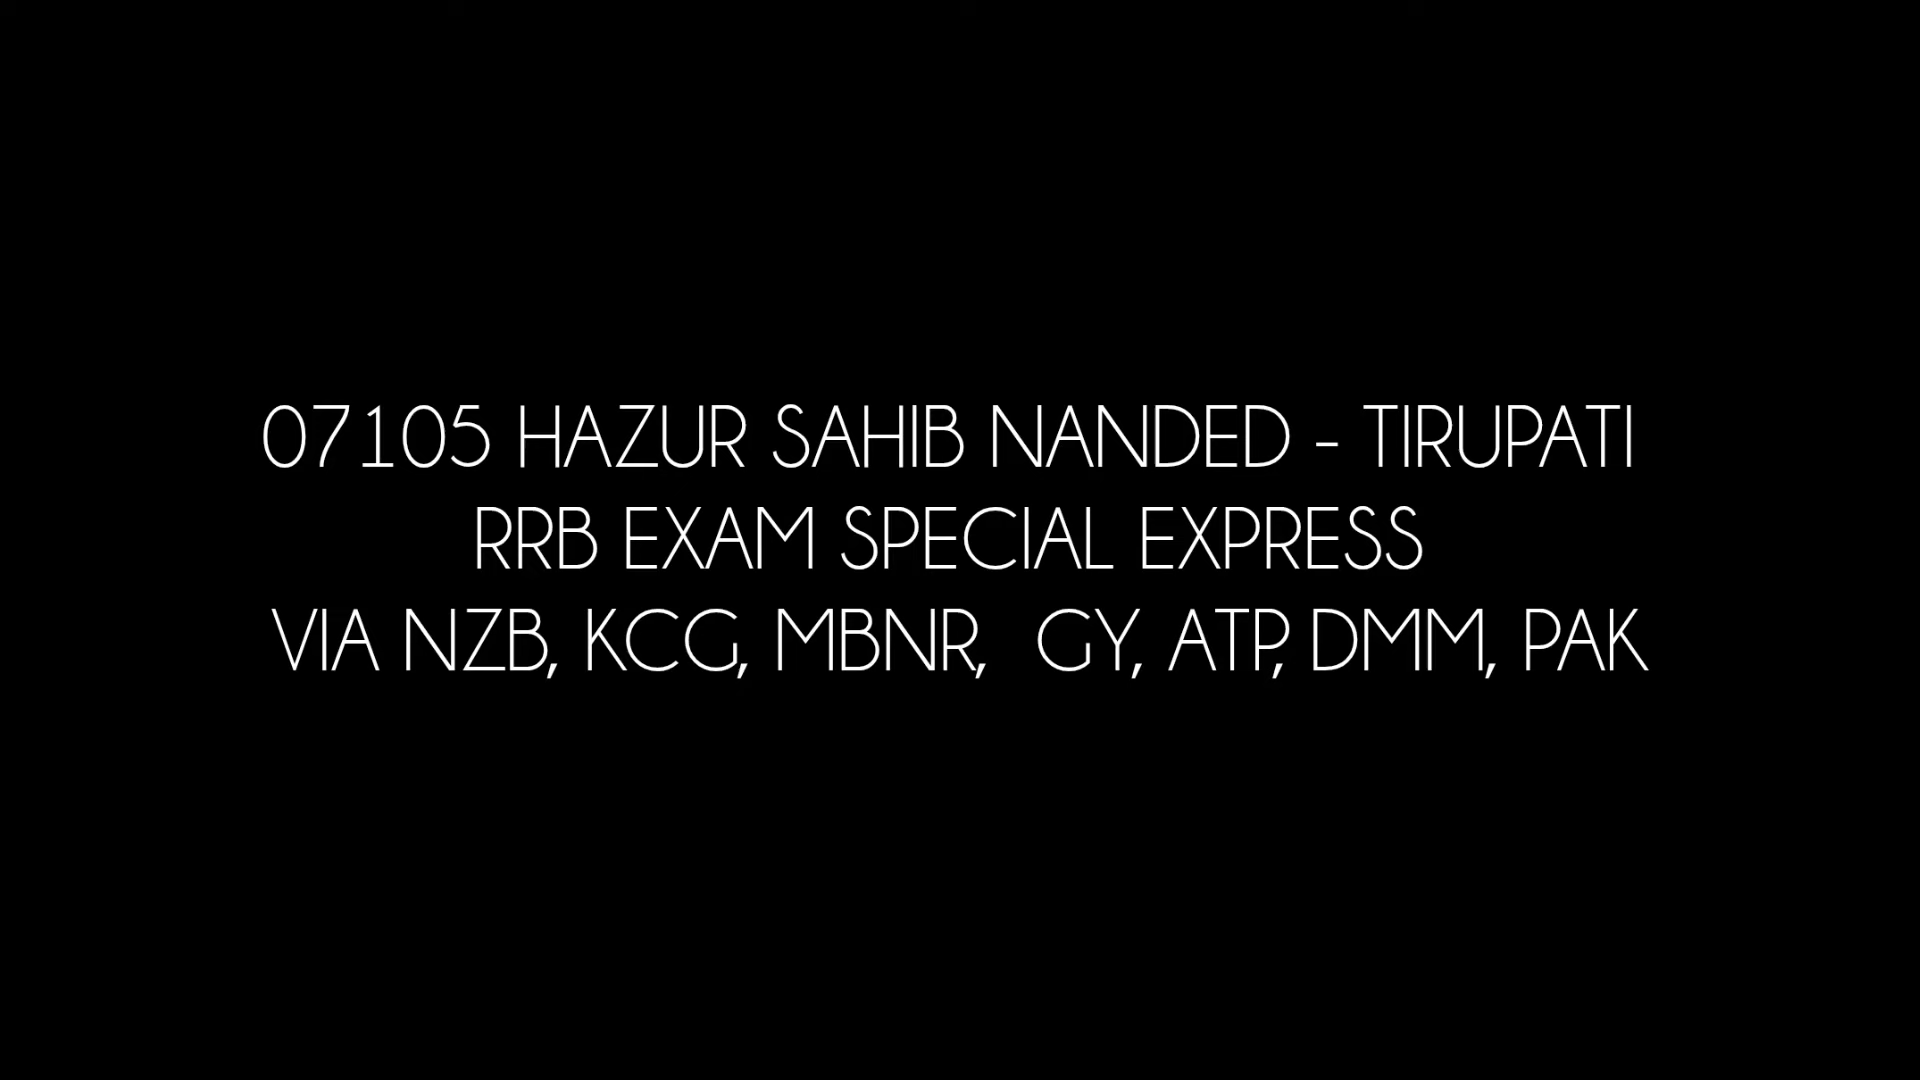 07105 HAZUR SAHIB NANDED - TIRUPATI
RRB EXAM SPECIAL EXPRESS
VIA NZB, KCG, MBNR, GY, ATP, DMM, PAK